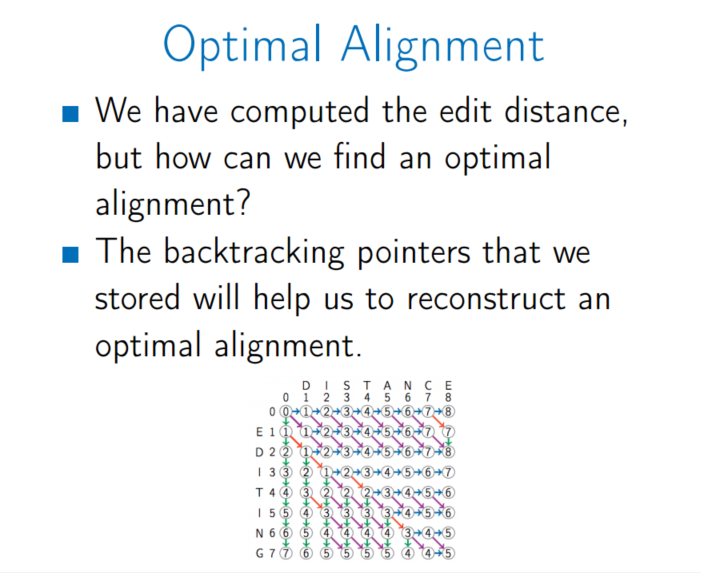 Optimal Alignment
We have computed the edit distance,
but how can we find an optimal
alignment?
The backtracking pointers that we
stored will help us to reconstruct an
optimal alignment.
D I S T A N C E
0 1 2 3 4 5 6 7 8
0 0 1 2 3 4 5 6 7 8
E 1 1 1 2 3 4 5 6 7 7
D 2 2 1 2 3 4 5 6 7 8
I 3 3 2 1 2 3 4 5 6 7
T 4 4 3 2 2 2 3 4 5 6
I 5 5 4 3 3 3 3 4 5 6
N 6 6 5 4 4 4 4 3 4 5
G 7 7 6 5 5 5 5 4 4 5